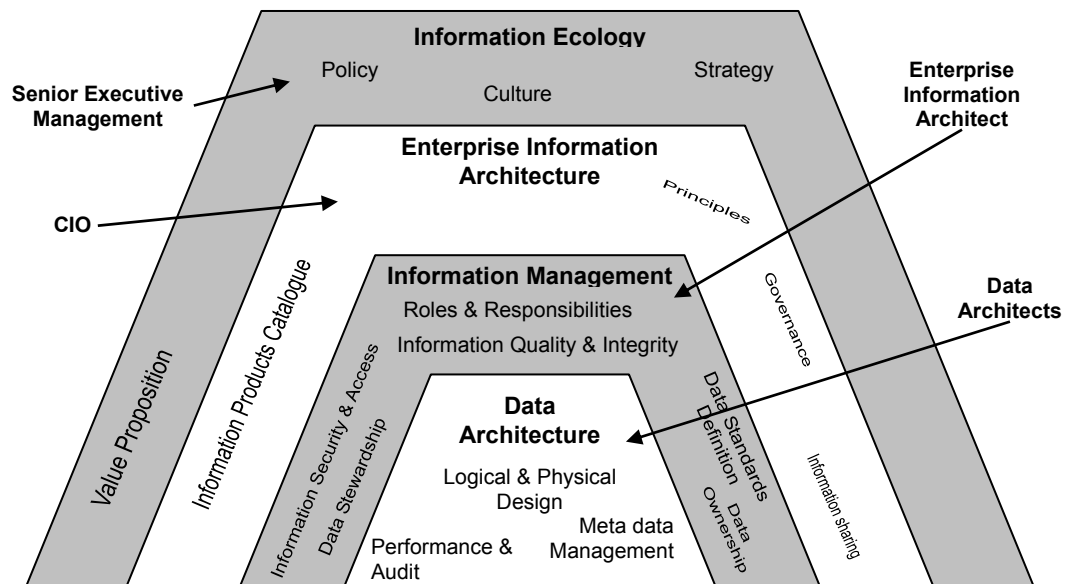 Information Ecology
Policy
Strategy
Culture
Senior Executive
Management
Enterprise
Information
Architect
Enterprise Information
Architecture
Principles
CIO
Information Management
Roles & Responsibilities
Information Quality & Integrity
Data
Architects
Governance
Value Proposition
Information Products Catalogue
Information Security & Access
Data Stewardship
Data Standards
Definition
Data
Ownership
Information sharing
Data
Architecture
Logical & Physical
Design
Meta data
Management
Performance &
Audit